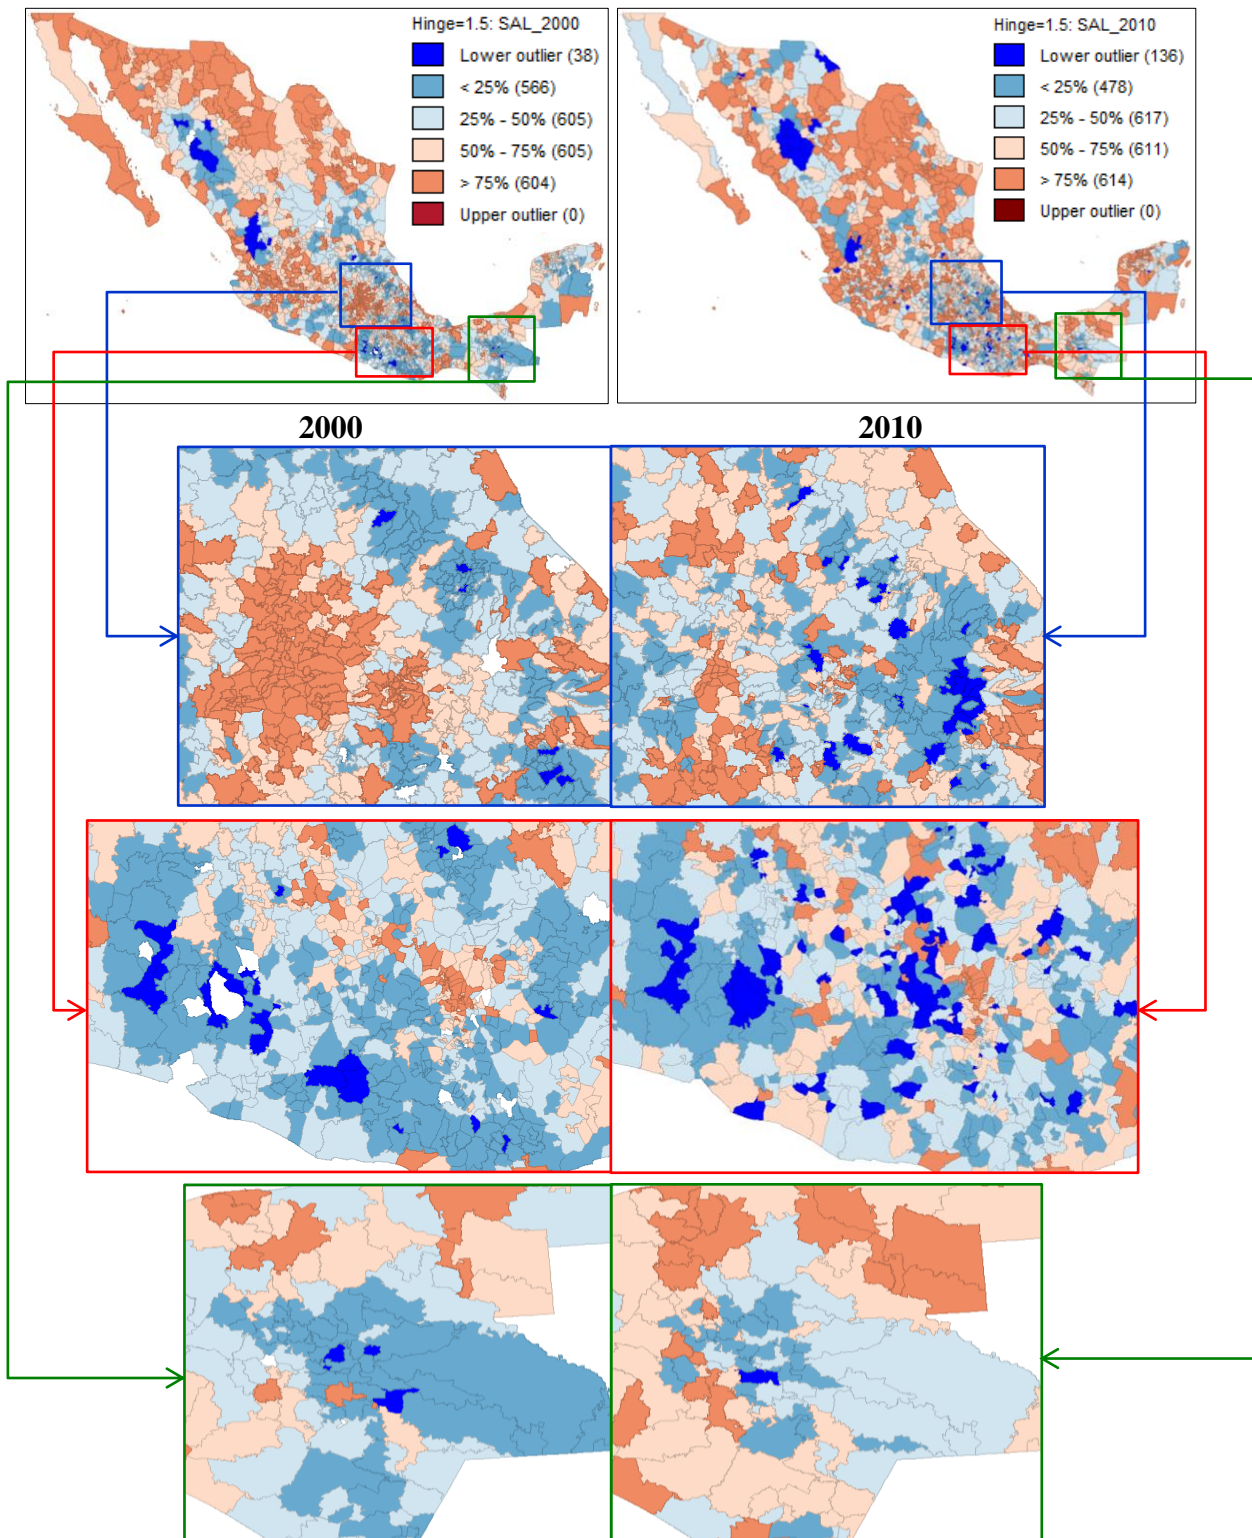 Hinge=1.5: SAL_2000
Lower outlier (38)
< 25% (566)
25% - 50% (605)
50% - 75% (605)
> 75% (604)
Upper outlier (0)
Hinge=1.5: SAL_2010
Lower outlier (136)
< 25% (478)
25% - 50% (617)
50% - 75% (611)
> 75% (614)
Upper outlier (0)
2000
2010